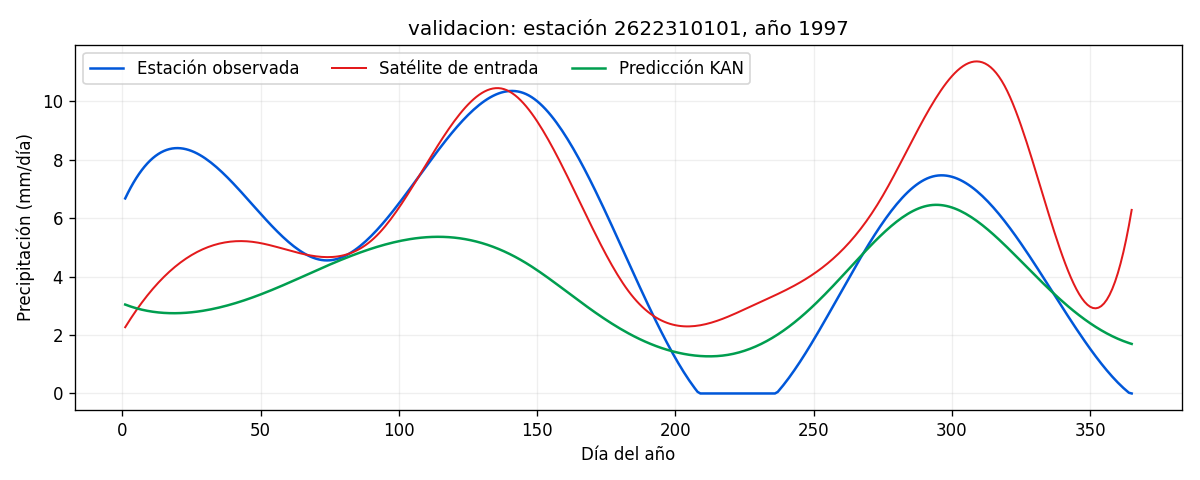 validacion: estación 2622310101, año 1997
Estación observada Satélite de entrada Predicción KAN
Precipitación (mm/día)
10
8
6
4
2
0
0 50 100 150 200 250 300 350
Día del año